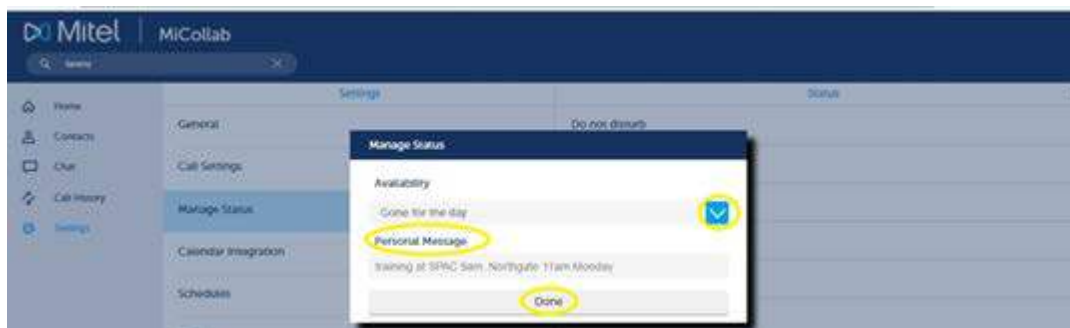 Mitel | MiCollab
Settings
Status
Home
Contacts
Chat
Call History
Settings
General
Call Settings
Manage Status
Calendar Integration
Schedules
Do not disturb
Manage Status
Availability
Gone for the day
Personal Message
training at SPAC 9am. Northgate 11am Monday
Done